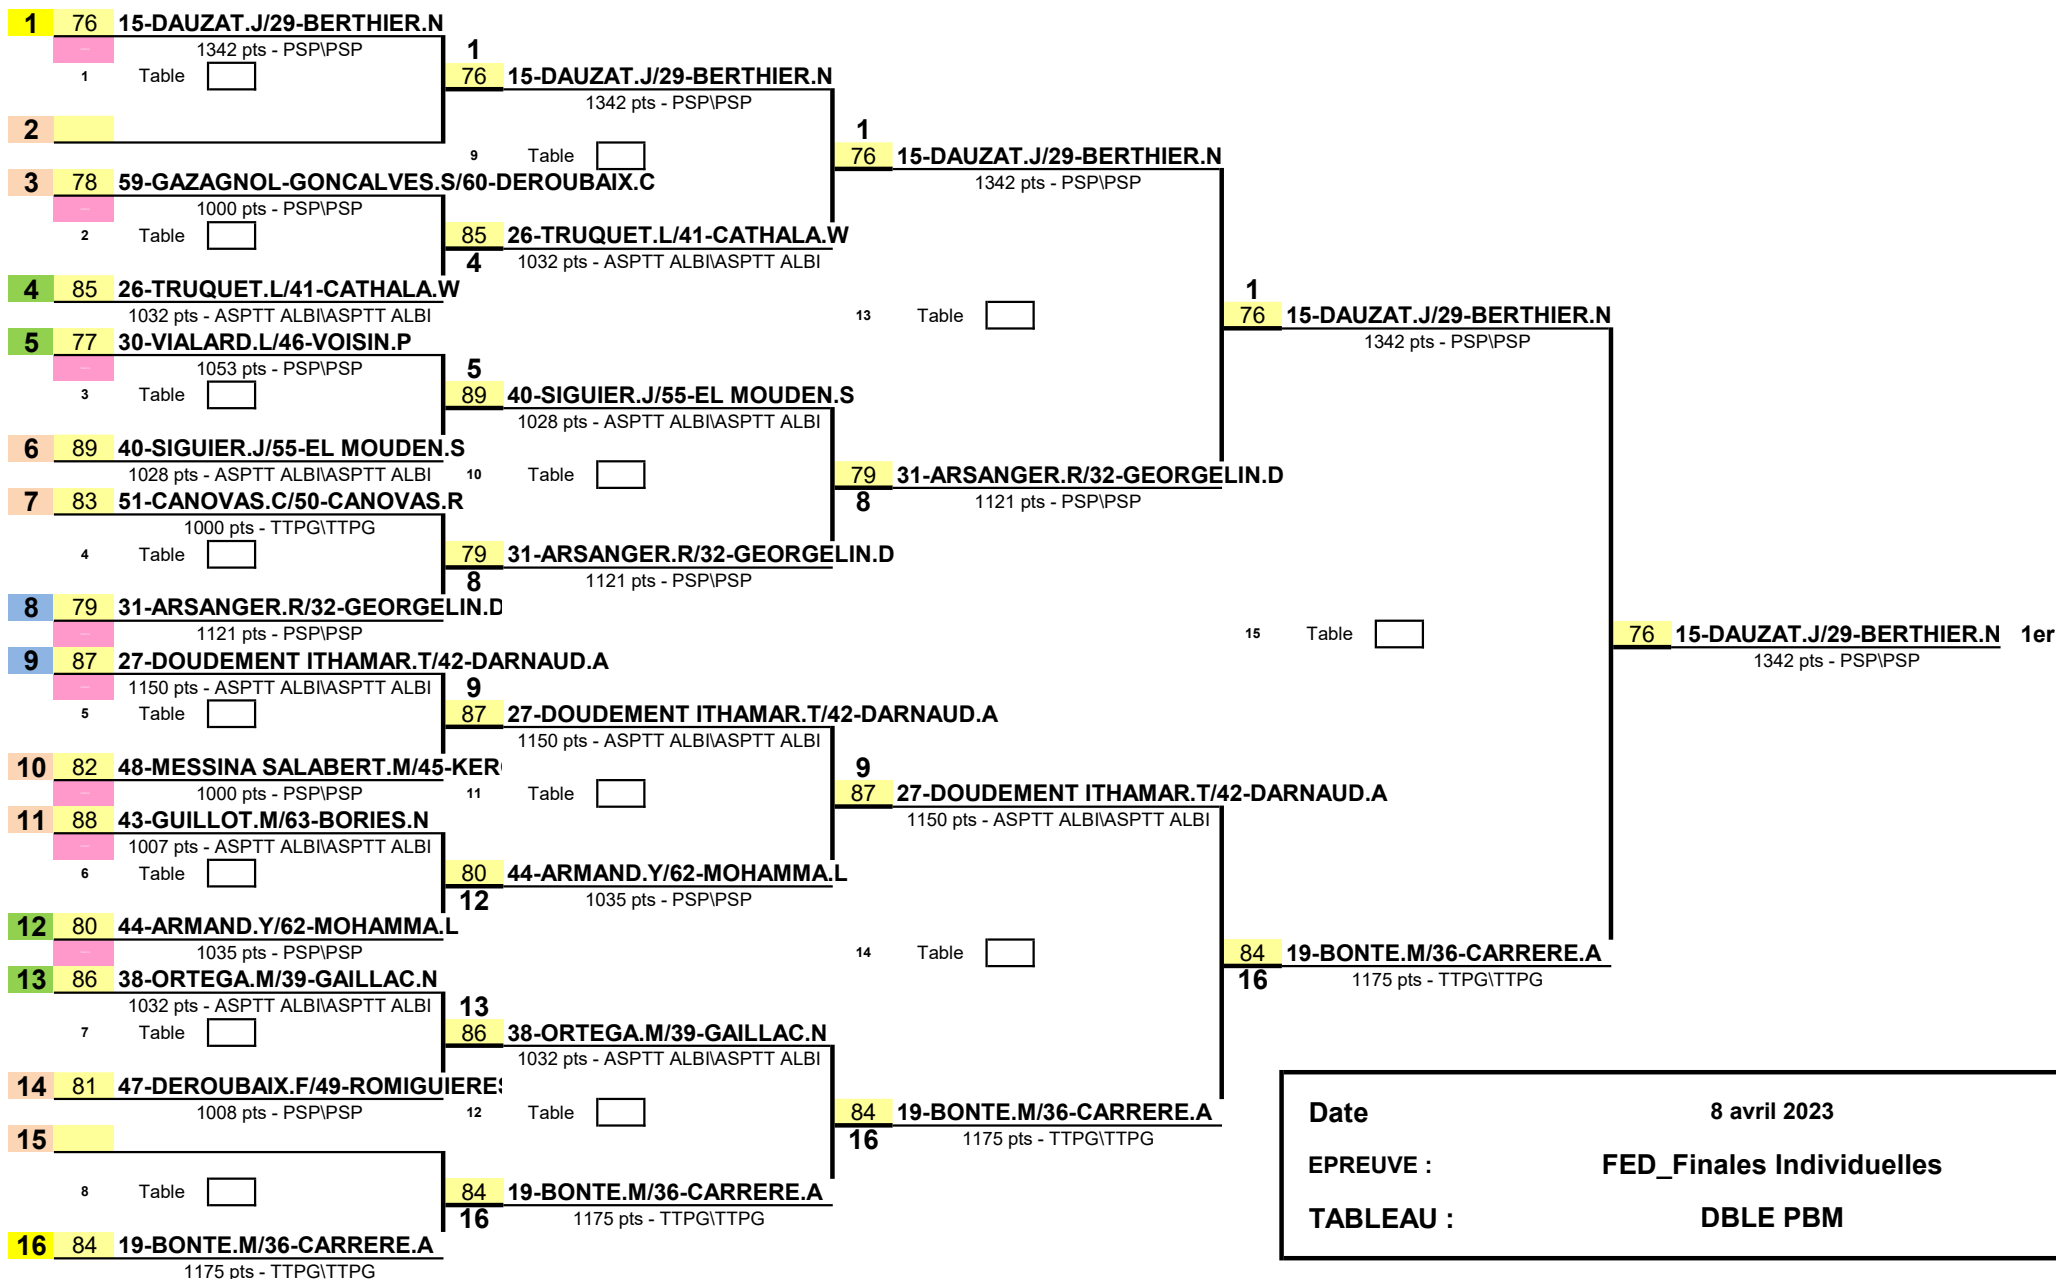 1 76 15-DAUZAT.J/29-BERTHIER.N
1342 pts - PSP\PSP
1 Table
2
3 78 59-GAZAGNOL-GONCALVES.S/60-DEROUBAIX.C
1000 pts - PSP\PSP
2 Table
4 85 26-TRUQUET.L/41-CATHALA.W
1032 pts - ASPTT ALBI\ASPTT ALBI
5 77 30-VIALARD.L/46-VOISIN.P
1053 pts - PSP\PSP
3 Table
6 89 40-SIGUIER.J/55-EL MOUDEN.S
1028 pts - ASPTT ALBI\ASPTT ALBI
7 83 51-CANOVAS.C/50-CANOVAS.R
1000 pts - TTPG\TTPG
4 Table
8 79 31-ARSANGER.R/32-GEORGELIN.D
1121 pts - PSP\PSP
9 87 27-DOUDEMENT ITHAMAR.T/42-DARNAUD.A
1150 pts - ASPTT ALBI\ASPTT ALBI
5 Table
10 82 48-MESSINA SALABERT.M/45-KER
1000 pts - PSP\PSP
11 88 43-GUILLOT.M/63-BORIES.N
1007 pts - ASPTT ALBI\ASPTT ALBI
6 Table
12 80 44-ARMAND.Y/62-MOHAMMA.L
1035 pts - PSP\PSP
13 86 38-ORTEGA.M/39-GAILLAC.N
1032 pts - ASPTT ALBI\ASPTT ALBI
7 Table
14 81 47-DEROUBAIX.F/49-ROMIGUIERES
1008 pts - PSP\PSP
15
8 Table
16 84 19-BONTE.M/36-CARRERE.A
1175 pts - TTPG\TTPG
1
76 15-DAUZAT.J/29-BERTHIER.N
1342 pts - PSP\PSP
9 Table
85 26-TRUQUET.L/41-CATHALA.W
4 1032 pts - ASPTT ALBI\ASPTT ALBI
5
89 40-SIGUIER.J/55-EL MOUDEN.S
1028 pts - ASPTT ALBI\ASPTT ALBI
10 Table
79 31-ARSANGER.R/32-GEORGELIN.D
8 1121 pts - PSP\PSP
9
87 27-DOUDEMENT ITHAMAR.T/42-DARNAUD.A
1150 pts - ASPTT ALBI\ASPTT ALBI
11 Table
80 44-ARMAND.Y/62-MOHAMMA.L
12 1035 pts - PSP\PSP
13
86 38-ORTEGA.M/39-GAILLAC.N
1032 pts - ASPTT ALBI\ASPTT ALBI
12 Table
84 19-BONTE.M/36-CARRERE.A
16 1175 pts - TTPG\TTPG
1
76 15-DAUZAT.J/29-BERTHIER.N
1342 pts - PSP\PSP
13 Table
79 31-ARSANGER.R/32-GEORGELIN.D
8 1121 pts - PSP\PSP
9
87 27-DOUDEMENT ITHAMAR.T/42-DARNAUD.A
1150 pts - ASPTT ALBI\ASPTT ALBI
14 Table
84 19-BONTE.M/36-CARRERE.A
16 1175 pts - TTPG\TTPG
1
76 15-DAUZAT.J/29-BERTHIER.N
1342 pts - PSP\PSP
15 Table
84 19-BONTE.M/36-CARRERE.A
16 1175 pts - TTPG\TTPG
76 15-DAUZAT.J/29-BERTHIER.N 1er
1342 pts - PSP\PSP
Date 8 avril 2023
EPREUVE : FED_Finales Individuelles
TABLEAU : DBLE PBM